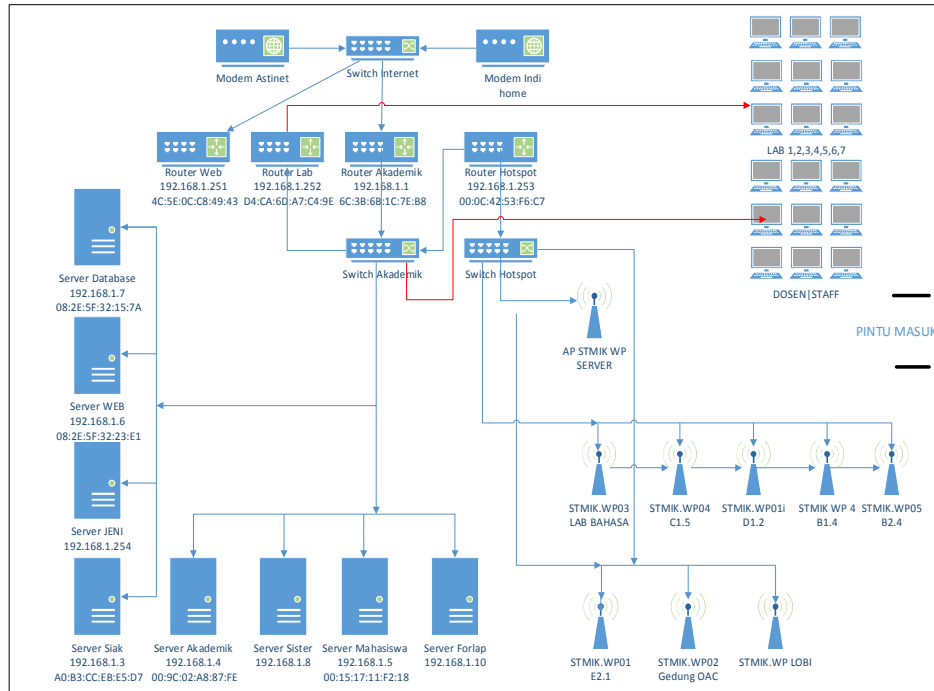 Modem Astinet
Switch Internet
Modem Indi
home
LAB 1,2,3,4,5,6,7
Router Web
192.168.1.251
4C:5E:0C:C8:49:43
Router Lab
192.168.1.252
D4:CA:6D:A7:C4:9E
Router Akademik
192.168.1.1
6C:3B:6B:1C:7E:B8
Router Hotspot
192.168.1.253
00:0C:42:53:F6:C7
Switch Akademik
Switch Hotspot
DOSEN|STAFF
PINTU MASUK
Server Database
192.168.1.7
08:2E:5F:32:15:7A
AP STMIK WP
SERVER
Server WEB
192.168.1.6
08:2E:5F:32:23:E1
Server JENI
192.168.1.254
STMIK.WP03
LAB BAHASA
STMIK.WP04
C1.5
STMIK.WP01i
D1.2
STMIK WP 4
B1.4
STMIK.WP05
B2.4
Server Siak
192.168.1.3
A0:B3:CC:EB:E5:D7
Server Akademik
192.168.1.4
00:9C:02:A8:87:FE
Server Sister
192.168.1.8
Server Mahasiswa
192.168.1.5
00:15:17:11:F2:18
Server Forlap
192.168.1.10
STMIK.WP01
E2.1
STMIK.WP02
Gedung OAC
STMIK.WP LOBI